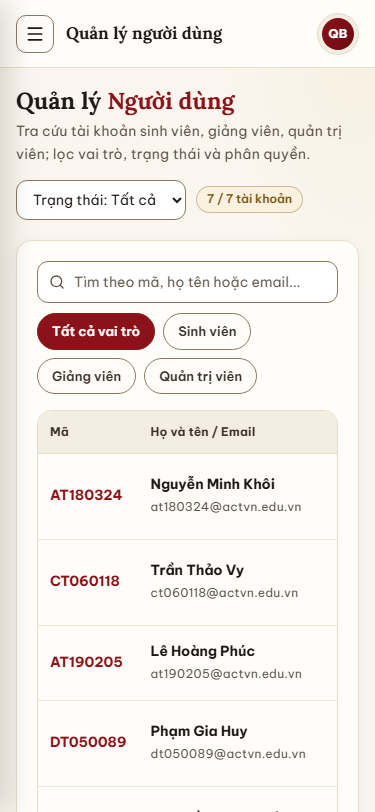 Quản lý người dùng
QB
Quản lý Người dùng
Tra cứu tài khoản sinh viên, giảng viên, quản trị
viên; lọc vai trò, trạng thái và phân quyền.
Trạng thái: Tất cả
7 / 7 tài khoản
Tìm theo mã, họ tên hoặc email...
Tất cả vai trò
Sinh viên
Giảng viên
Quản trị viên
Mã
Họ và tên / Email
AT180324
Nguyễn Minh Khôi
at180324@actvn.edu.vn
CT060118
Trần Thảo Vy
ct060118@actvn.edu.vn
AT190205
Lê Hoàng Phúc
at190205@actvn.edu.vn
DT050089
Phạm Gia Huy
dt050089@actvn.edu.vn